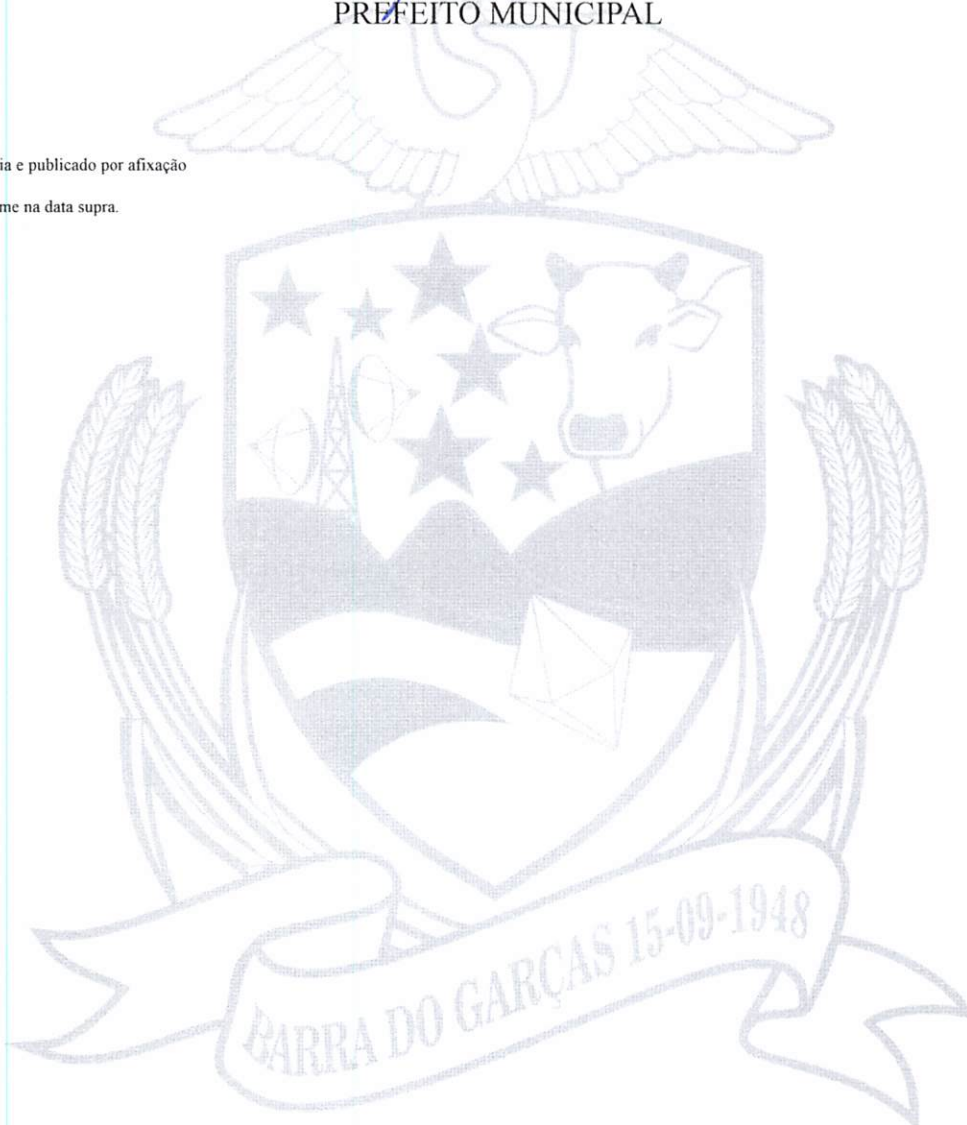 PREFEITO MUNICIPAL
ia e publicado por afixação
me na data supra.
BARRA DO GARÇAS 15-09-1948